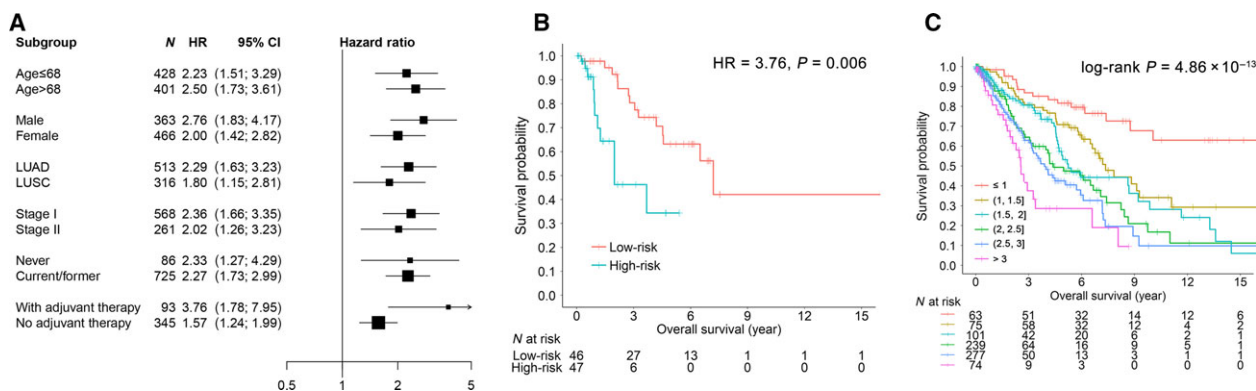 A
Subgroup N HR 95% CI Hazard ratio
Age≤68 428 2.23 (1.51; 3.29)
Age>68 401 2.50 (1.73; 3.61)
Male 363 2.76 (1.83; 4.17)
Female 466 2.00 (1.42; 2.82)
LUAD 513 2.29 (1.63; 3.23)
LUSC 316 1.80 (1.15; 2.81)
Stage I 568 2.36 (1.66; 3.35)
Stage II 261 2.02 (1.26; 3.23)
Never 86 2.33 (1.27; 4.29)
Current/former 725 2.27 (1.73; 2.99)
With adjuvant therapy 93 3.76 (1.78; 7.95)
No adjuvant therapy 345 1.57 (1.24; 1.99)
0.5 1 2 5
B
HR = 3.76, P = 0.006
Survival probability
1.0
0.9
0.8
0.7
0.6
0.5
0.4
0.3
0.2
0.1
0.0
Low-risk
High-risk
0 3 6 9 12 15
Overall survival (year)
N at risk
Low-risk 46 27 13 1 1 1
High-risk 47 6 0 0 0 0
C
log-rank P = 4.86 × 10⁻¹³
Survival probability
1.0
0.9
0.8
0.7
0.6
0.5
0.4
0.3
0.2
0.1
0.0
≤ 1
(1, 1.5]
(1.5, 2]
(2, 2.5]
(2.5, 3]
> 3
0 3 6 9 12 15
Overall survival (year)
N at risk
63 51 32 14 12 6
75 58 32 12 4 2
101 42 20 6 2 1
239 64 16 9 5 1
277 50 13 3 1 1
74 9 3 0 0 0